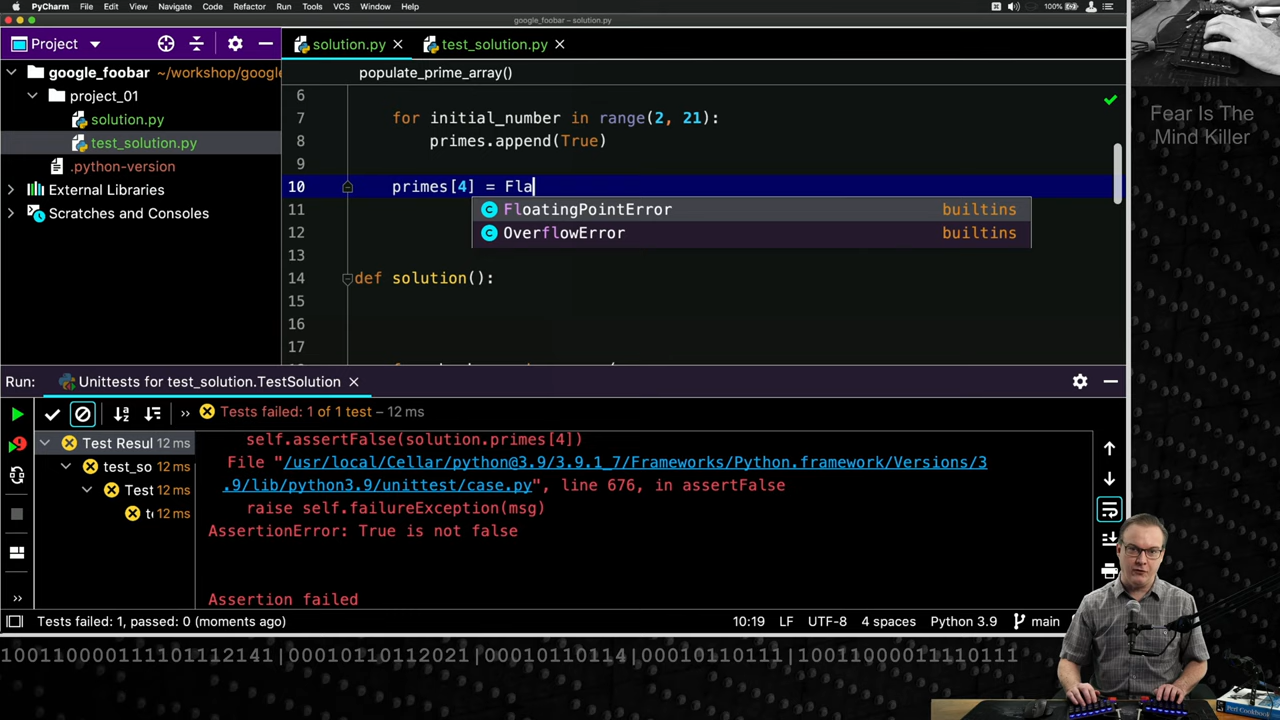 PyCharm File Edit View Navigate Code Refactor Run Tools VCS Window Help 100%
google_foobar – solution.py
Project
solution.py
test_solution.py
populate_prime_array()
google_foobar ~/workshop/google
project_01
solution.py
test_solution.py
.python-version
External Libraries
Scratches and Consoles
6
7 for initial_number in range(2, 21):
8 primes.append(True)
9
10 primes[4] = Fla
11 FloatingPointError builtins
12 OverflowError builtins
13
14 def solution():
15
16
17
Fear Is The
Mind Killer
Run: Unittests for test_solution.TestSolution
Tests failed: 1 of 1 test – 12 ms
Test Resul 12 ms
test_so 12 ms
Test 12 ms
12 ms
self.assertFalse(solution.primes[4])
File "/usr/local/Cellar/python@3.9/3.9.1_7/Frameworks/Python.framework/Versions/3
.9/lib/python3.9/unittest/case.py", line 676, in assertFalse
raise self.failureException(msg)
AssertionError: True is not false
Assertion failed
Tests failed: 1, passed: 0 (moments ago) 10:19 LF UTF-8 4 spaces Python 3.9 main
100110000111101112141|00010110112021|00010110114|00010110111|10011000011110111